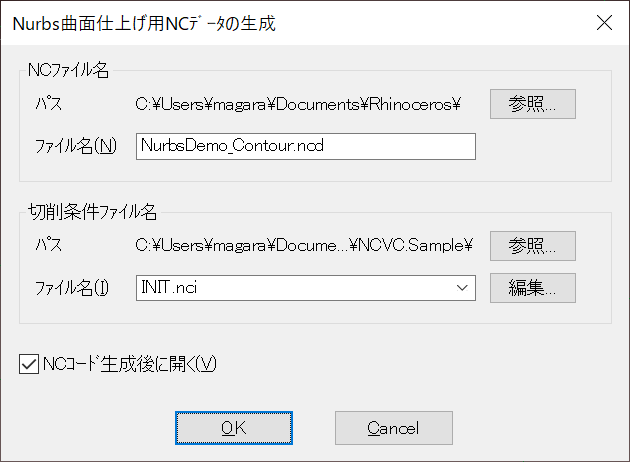 Nurbs曲面仕上げ用NCﾃﾞｰﾀの生成
NCファイル名
パス C:¥Users¥magara¥Documents¥Rhinoceros¥ 参照...
ファイル名(N) NurbsDemo_Contour.ncd
切削条件ファイル名
パス C:¥Users¥magara¥Docume...¥NCVC.Sample¥ 参照...
ファイル名(I) INIT.nci 編集...
NCコード生成後に開く(V)
OK Cancel